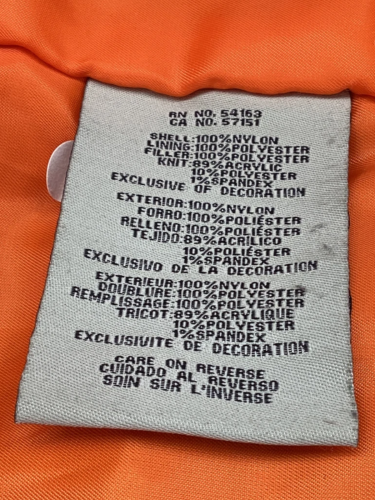 RN NO. 54163
CA NO. 57151
SHELL:100%NYLON
LINING:100%POLYESTER
FILLER:100%POLYESTER
KNIT:89%ACRYLIC
10%POLYESTER
1%SPANDEX
EXCLUSIVE OF DECORATION
EXTERIOR:100%NYLON
FORRO:100%POLIÉSTER
RELLENO:100%POLIÉSTER
TEJIDO:89%ACRILICO
10%POLIÉSTER
1%SPANDEX
EXCLUSIVO DE LA DECORATION
EXTERIEUR:100%NYLON
DOUBLURE:100%POLYESTER
REMPLISSAGE:100%POLYESTER
TRICOT:89%ACRYLIQUE
10%POLYESTER
1%SPANDEX
EXCLUSIVITE DE DECORATION
CARE ON REVERSE
CUIDADO AL REVERSO
SOIN SUR L'INVERSE